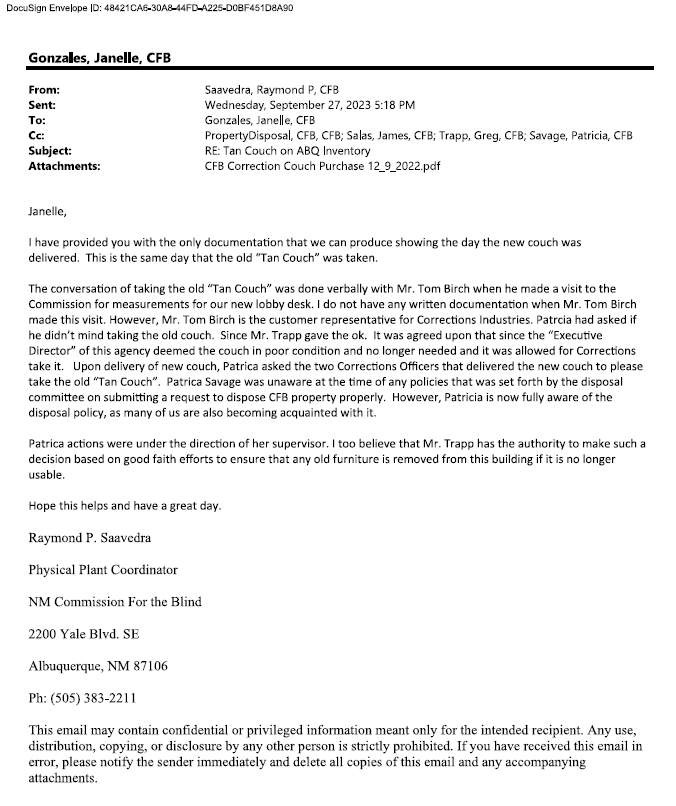 DocuSign Envelope ID: 48421CA6-30A8-44FD-A225-D0BF451D8A90
Gonzales, Janelle, CFB
From: Saavedra, Raymond P, CFB
Sent: Wednesday, September 27, 2023 5:18 PM
To: Gonzales, Janelle, CFB
Cc: PropertyDisposal, CFB, CFB; Salas, James, CFB; Trapp, Greg, CFB; Savage, Patricia, CFB
Subject: RE: Tan Couch on ABQ Inventory
Attachments: CFB Correction Couch Purchase 12_9_2022.pdf
Janelle,
I have provided you with the only documentation that we can produce showing the day the new couch was
delivered.  This is the same day that the old “Tan Couch” was taken.
The conversation of taking the old “Tan Couch” was done verbally with Mr. Tom Birch when he made a visit to the
Commission for measurements for our new lobby desk. I do not have any written documentation when Mr. Tom Birch
made this visit. However, Mr. Tom Birch is the customer representative for Corrections Industries. Patrcia had asked if
he didn’t mind taking the old couch.  Since Mr. Trapp gave the ok.  It was agreed upon that since the “Executive
Director” of this agency deemed the couch in poor condition and no longer needed and it was allowed for Corrections
take it.   Upon delivery of new couch, Patrica asked the two Corrections Officers that delivered the new couch to please
take the old “Tan Couch”.  Patrica Savage was unaware at the time of any policies that was set forth by the disposal
committee on submitting a request to dispose CFB property properly.  However, Patricia is now fully aware of the
disposal policy, as many of us are also becoming acquainted with it.
Patrica actions were under the direction of her supervisor. I too believe that Mr. Trapp has the authority to make such a
decision based on good faith efforts to ensure that any old furniture is removed from this building if it is no longer
usable.
Hope this helps and have a great day.
Raymond P. Saavedra
Physical Plant Coordinator
NM Commission For the Blind
2200 Yale Blvd. SE
Albuquerque, NM 87106
Ph: (505) 383-2211
This email may contain confidential or privileged information meant only for the intended recipient. Any use,
distribution, copying, or disclosure by any other person is strictly prohibited. If you have received this email in
error, please notify the sender immediately and delete all copies of this email and any accompanying
attachments.